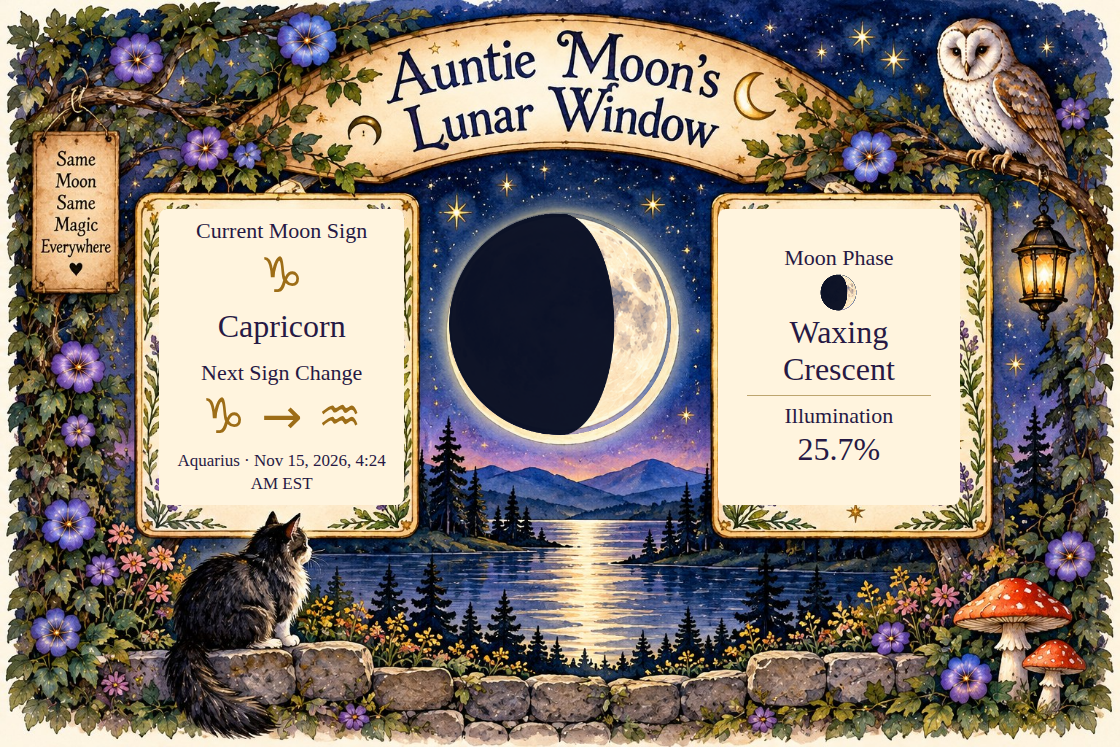 Auntie Moon's
Lunar Window
Same
Moon
Same
Magic
Everywhere
♥
Current Moon Sign
♑
Capricorn
Next Sign Change
♑ → ♒
Aquarius · Nov 15, 2026, 4:24
AM EST
Moon Phase
Waxing
Crescent
Illumination
25.7%